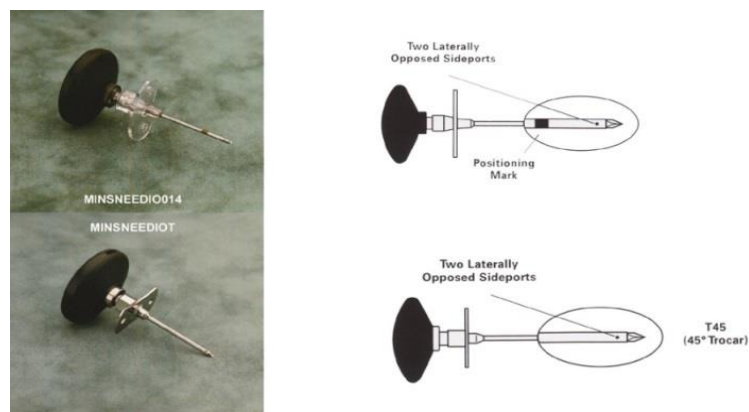 MINSNEEDIO014
MINSNEEDIOT
Two Laterally
Opposed Sideports
Positioning
Mark
Two Laterally
Opposed Sideports
T45
(45° Trocar)